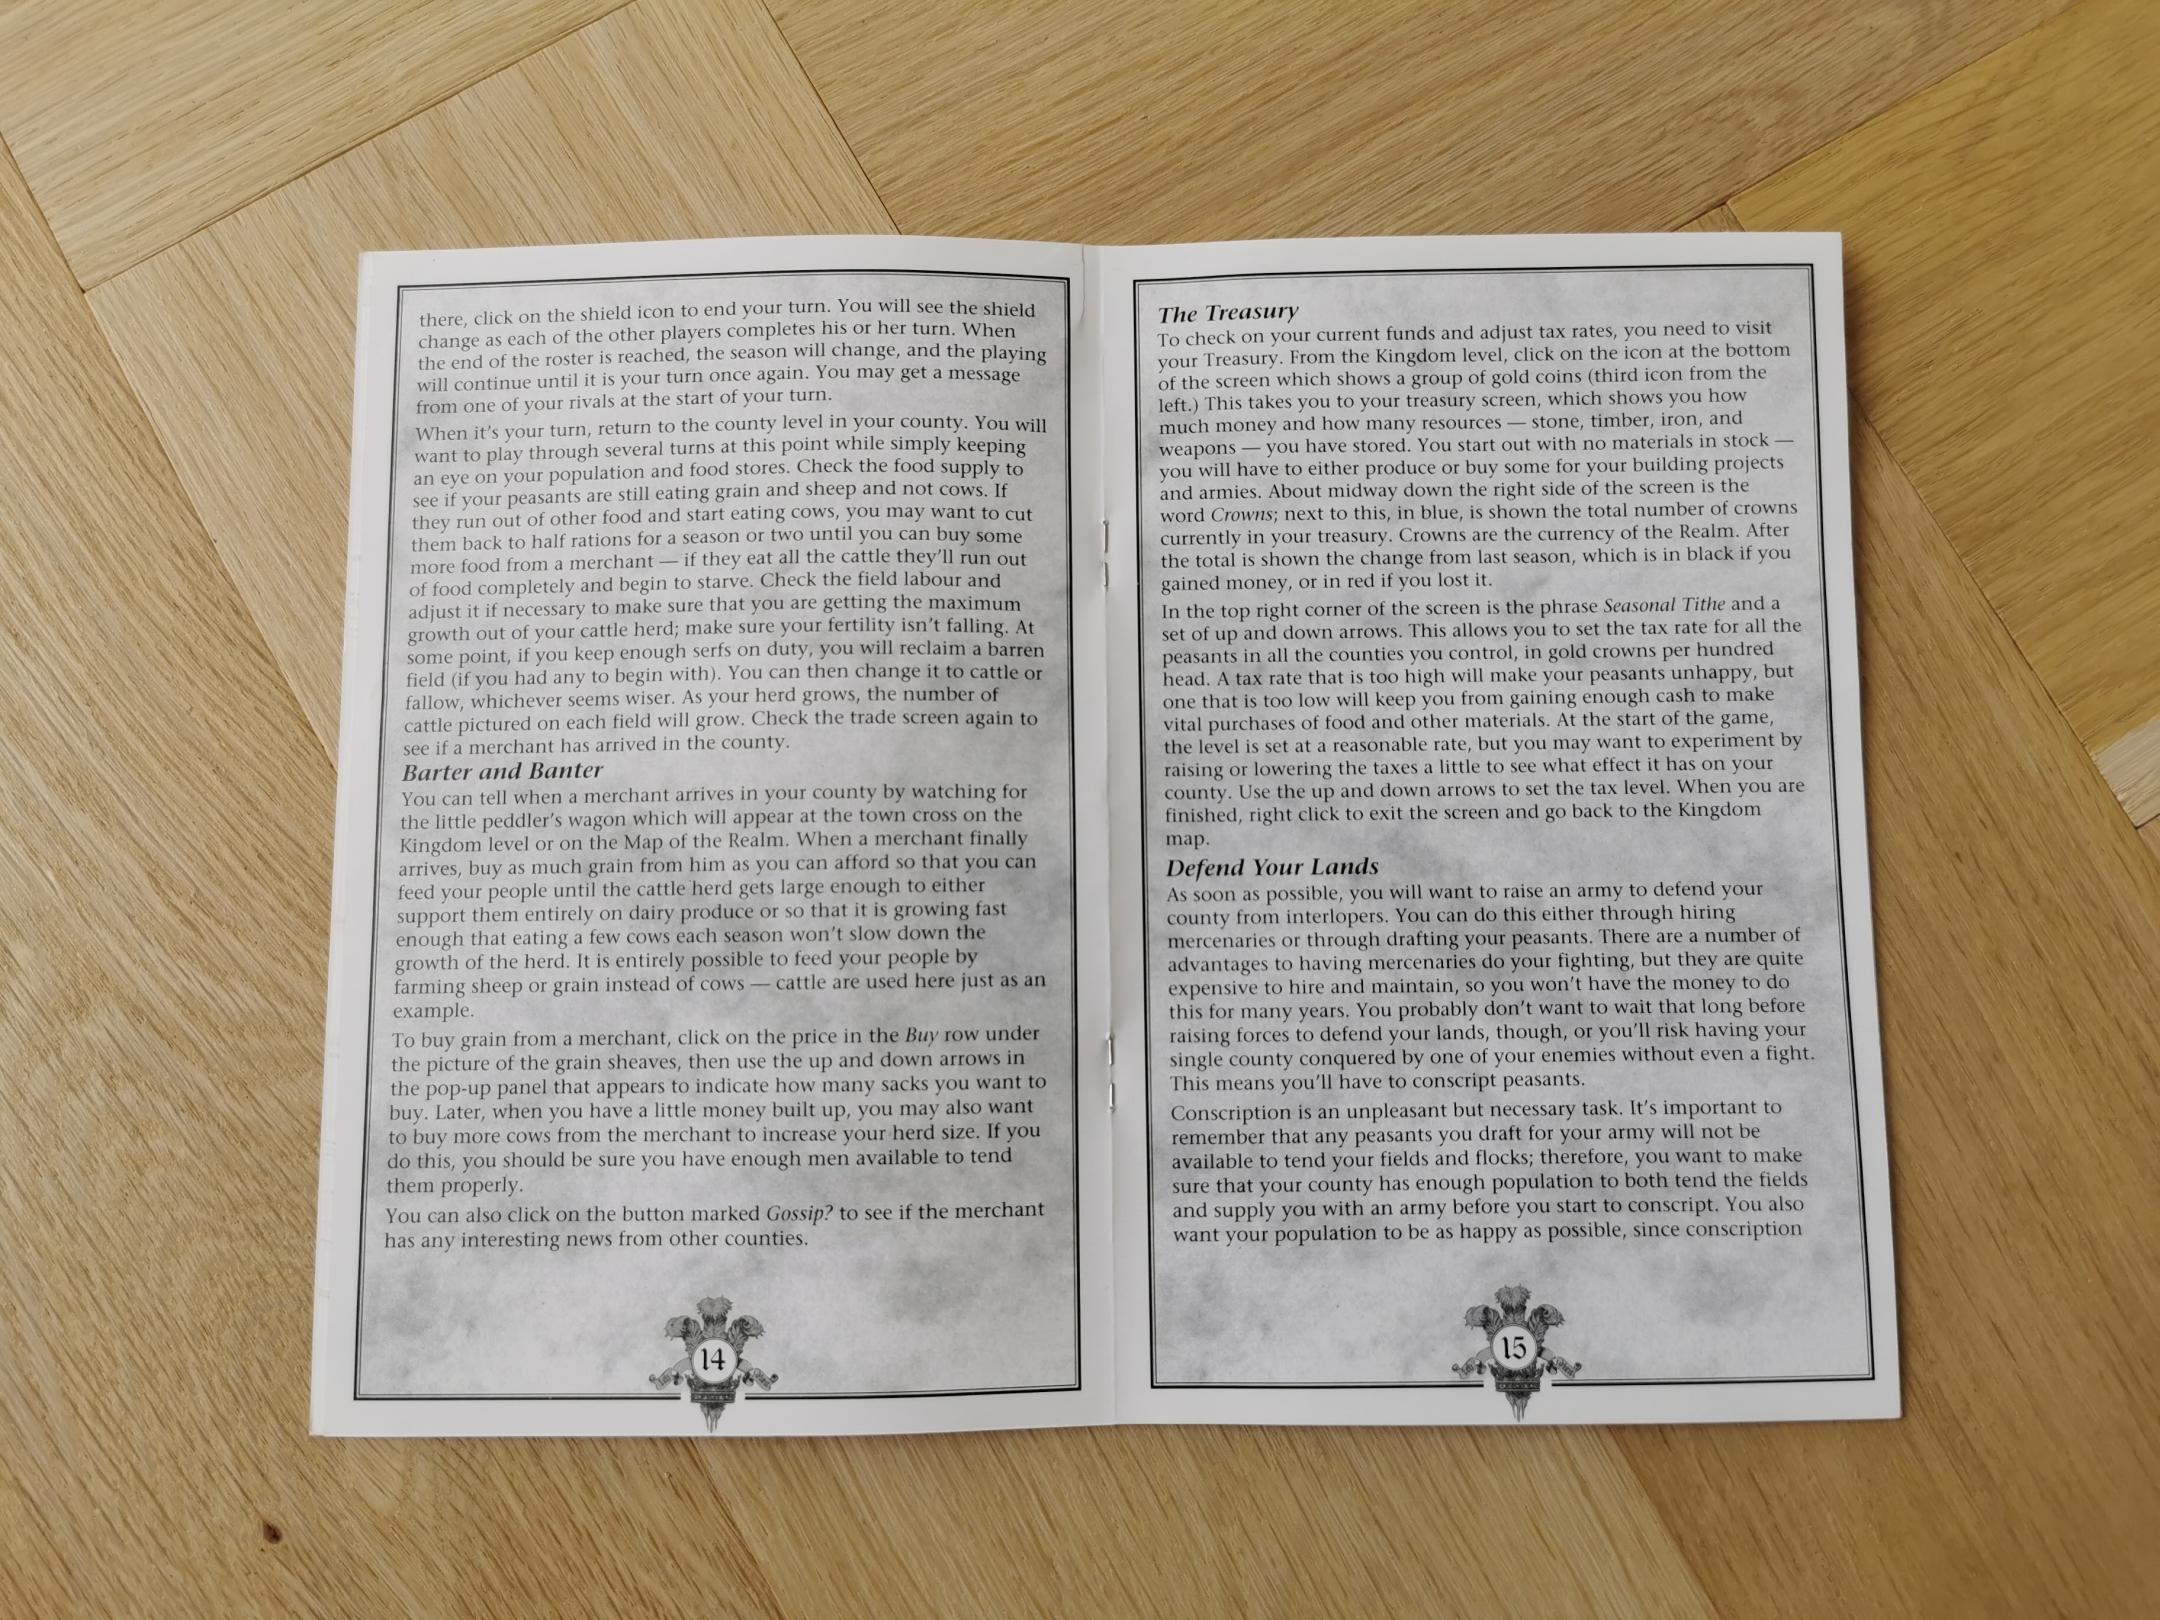 there, click on the shield icon to end your turn. You will see the shield
change as each of the other players completes his or her turn. When
the end of the roster is reached, the season will change, and the playing
will continue until it is your turn once again. You may get a message
from one of your rivals at the start of your turn.
When it's your turn, return to the county level in your county. You will
want to play through several turns at this point while simply keeping
an eye on your population and food stores. Check the food supply to
see if your peasants are still eating grain and sheep and not cows. If
they run out of other food and start eating cows, you may want to cut
them back to half rations for a season or two until you can buy some
more food from a merchant — if they eat all the cattle they'll run out
of food completely and begin to starve. Check the field labour and
adjust it if necessary to make sure that you are getting the maximum
growth out of your cattle herd; make sure your fertility isn't falling. At
some point, if you keep enough serfs on duty, you will reclaim a barren
field (if you had any to begin with). You can then change it to cattle or
fallow, whichever seems wiser. As your herd grows, the number of
cattle pictured on each field will grow. Check the trade screen again to
see if a merchant has arrived in the county.
Barter and Banter
You can tell when a merchant arrives in your county by watching for
the little peddler's wagon which will appear at the town cross on the
Kingdom level or on the Map of the Realm. When a merchant finally
arrives, buy as much grain from him as you can afford so that you can
feed your people until the cattle herd gets large enough to either
support them entirely on dairy produce or so that it is growing fast
enough that eating a few cows each season won't slow down the
growth of the herd. It is entirely possible to feed your people by
farming sheep or grain instead of cows — cattle are used here just as an
example.
To buy grain from a merchant, click on the price in the Buy row under
the picture of the grain sheaves, then use the up and down arrows in
the pop-up panel that appears to indicate how many sacks you want to
buy. Later, when you have a little money built up, you may also want
to buy more cows from the merchant to increase your herd size. If you
do this, you should be sure you have enough men available to tend
them properly.
You can also click on the button marked Gossip? to see if the merchant
has any interesting news from other counties.
14
The Treasury
To check on your current funds and adjust tax rates, you need to visit
your Treasury. From the Kingdom level, click on the icon at the bottom
of the screen which shows a group of gold coins (third icon from the
left.) This takes you to your treasury screen, which shows you how
much money and how many resources — stone, timber, iron, and
weapons — you have stored. You start out with no materials in stock —
you will have to either produce or buy some for your building projects
and armies. About midway down the right side of the screen is the
word Crowns; next to this, in blue, is shown the total number of crowns
currently in your treasury. Crowns are the currency of the Realm. After
the total is shown the change from last season, which is in black if you
gained money, or in red if you lost it.
In the top right corner of the screen is the phrase Seasonal Tithe and a
set of up and down arrows. This allows you to set the tax rate for all the
peasants in all the counties you control, in gold crowns per hundred
head. A tax rate that is too high will make your peasants unhappy, but
one that is too low will keep you from gaining enough cash to make
vital purchases of food and other materials. At the start of the game,
the level is set at a reasonable rate, but you may want to experiment by
raising or lowering the taxes a little to see what effect it has on your
county. Use the up and down arrows to set the tax level. When you are
finished, right click to exit the screen and go back to the Kingdom
map.
Defend Your Lands
As soon as possible, you will want to raise an army to defend your
county from interlopers. You can do this either through hiring
mercenaries or through drafting your peasants. There are a number of
advantages to having mercenaries do your fighting, but they are quite
expensive to hire and maintain, so you won't have the money to do
this for many years. You probably don't want to wait that long before
raising forces to defend your lands, though, or you'll risk having your
single county conquered by one of your enemies without even a fight.
This means you'll have to conscript peasants.
Conscription is an unpleasant but necessary task. It's important to
remember that any peasants you draft for your army will not be
available to tend your fields and flocks; therefore, you want to make
sure that your county has enough population to both tend the fields
and supply you with an army before you start to conscript. You also
want your population to be as happy as possible, since conscription
15